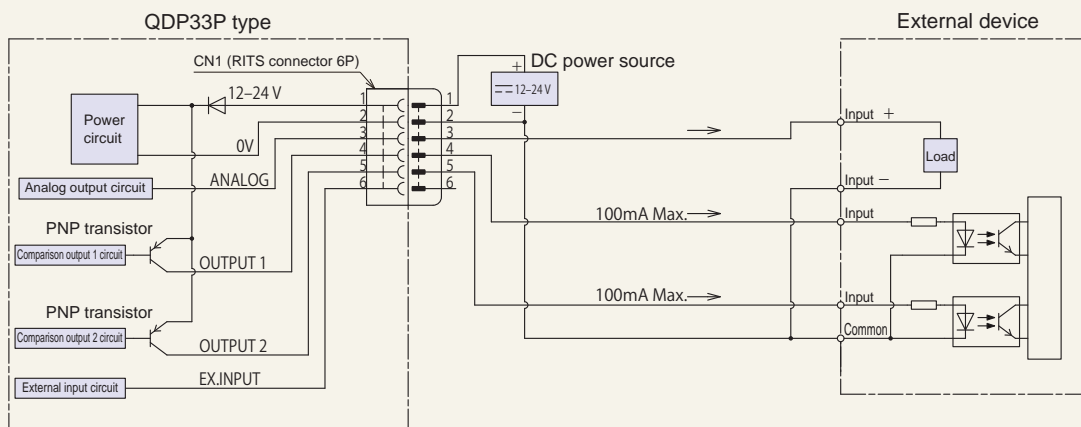 QDP33P type
External device
CN1 (RITS connector 6P)
DC power source
+
12–24 V
−
12–24 V
Power circuit
0V
ANALOG
Analog output circuit
PNP transistor
Comparison output 1 circuit
OUTPUT 1
PNP transistor
Comparison output 2 circuit
OUTPUT 2
EX.INPUT
External input circuit
1
2
3
4
5
6
1
2
3
4
5
6
100mA Max.
100mA Max.
Input +
Load
Input −
Input
Input
Common